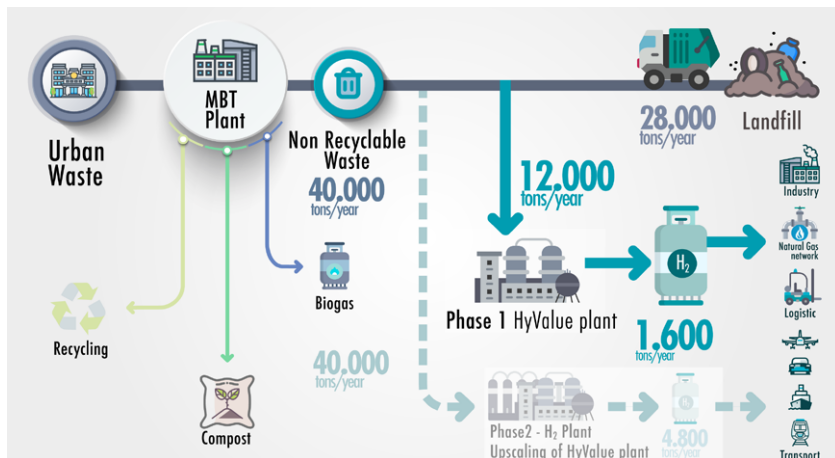 Urban
Waste
MBT
Plant
Non Recyclable
Waste
40.000
tons/year
28.000
tons/year
Landfill
12.000
tons/year
Industry
Natural Gas
network
Logistic
Transport
H₂
Phase 1 HyValue plant
1.600
tons/year
Biogas
Recycling
Compost
40.000
tons/year
Phase2 - H₂ Plant
Upscaling of HyValue plant
4.800
tons/year